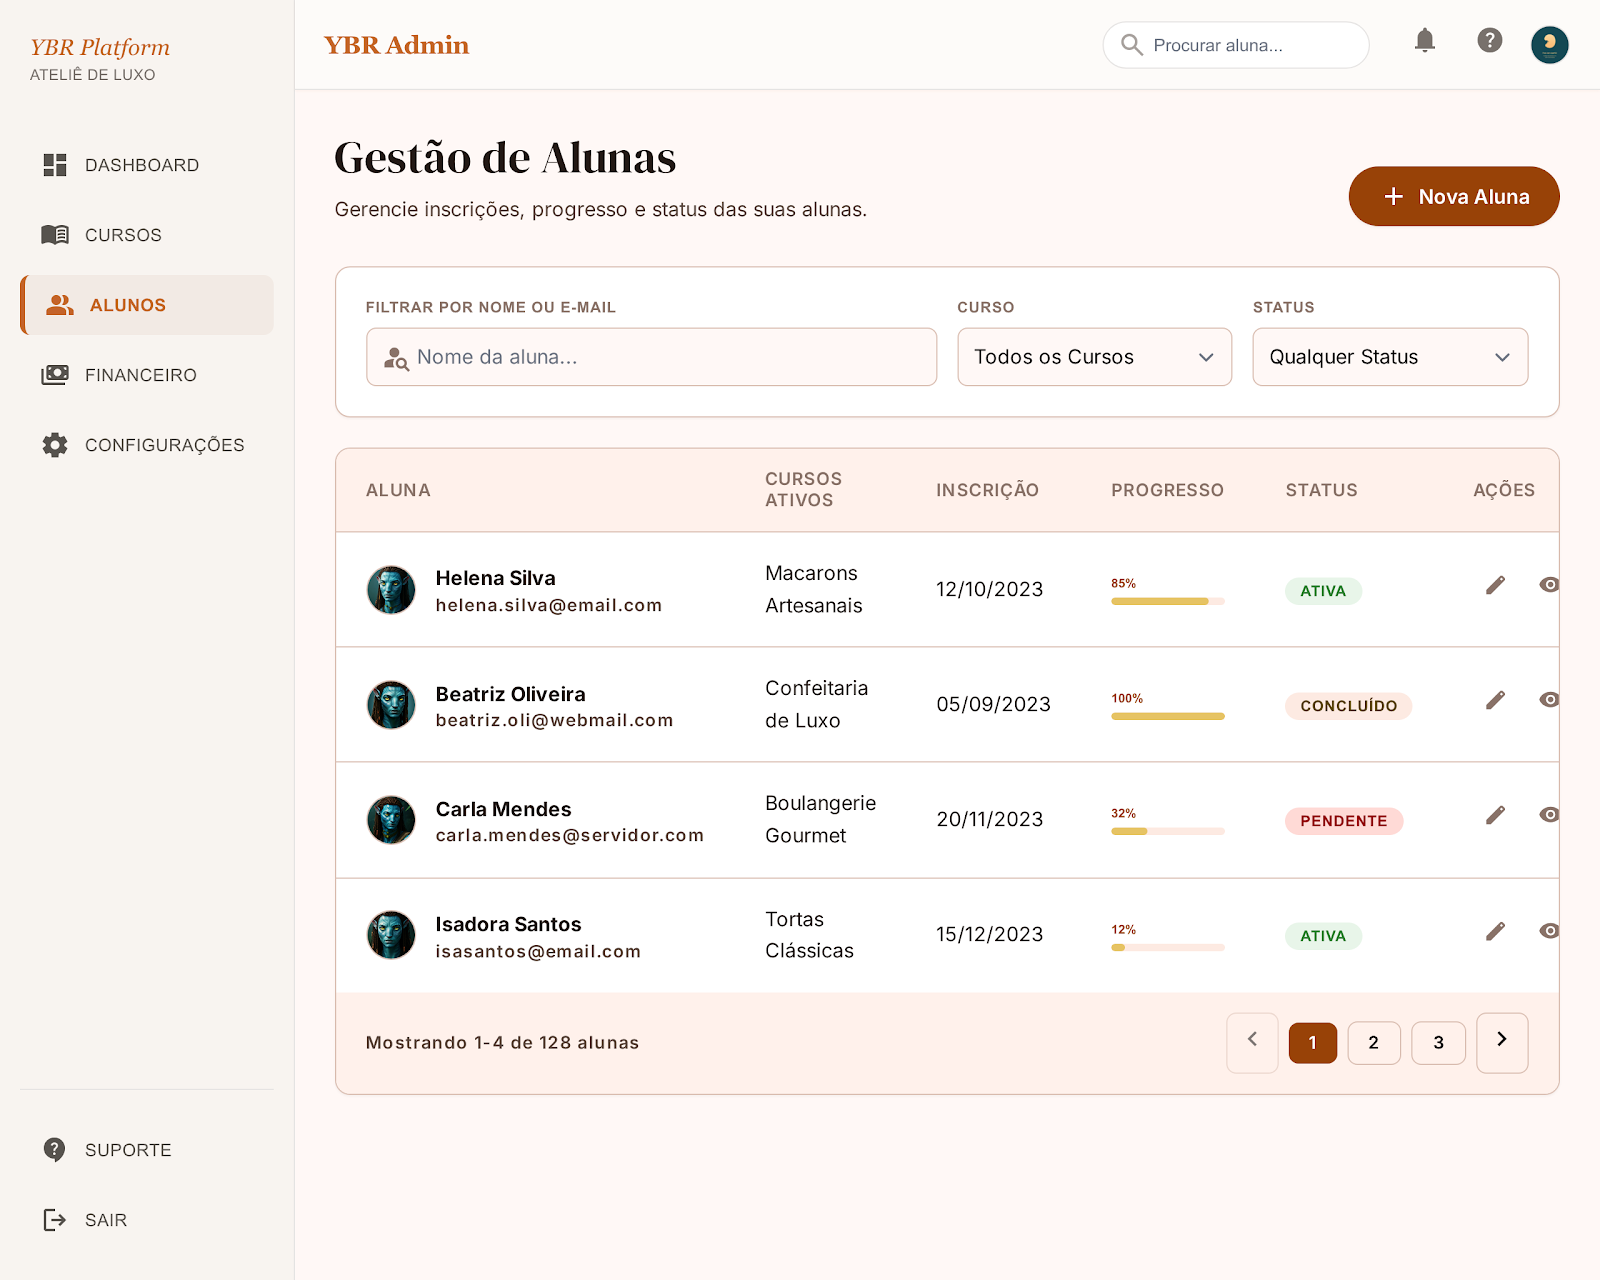 YBR Platform
ATELIÊ DE LUXO
DASHBOARD
CURSOS
ALUNOS
FINANCEIRO
CONFIGURAÇÕES
SUPORTE
SAIR
YBR Admin
Procurar aluna...
Gestão de Alunas
Gerencie inscrições, progresso e status das suas alunas.
Nova Aluna
FILTRAR POR NOME OU E-MAIL
Nome da aluna...
CURSO
Todos os Cursos
STATUS
Qualquer Status
ALUNA
CURSOS
ATIVOS
INSCRIÇÃO
PROGRESSO
STATUS
AÇÕES
Helena Silva
helena.silva@email.com
Macarons
Artesanais
12/10/2023
85%
ATIVA
Beatriz Oliveira
beatriz.oli@webmail.com
Confeitaria
de Luxo
05/09/2023
100%
CONCLUÍDO
Carla Mendes
carla.mendes@servidor.com
Boulangerie
Gourmet
20/11/2023
32%
PENDENTE
Isadora Santos
isasantos@email.com
Tortas
Clássicas
15/12/2023
12%
ATIVA
Mostrando 1-4 de 128 alunas
1
2
3